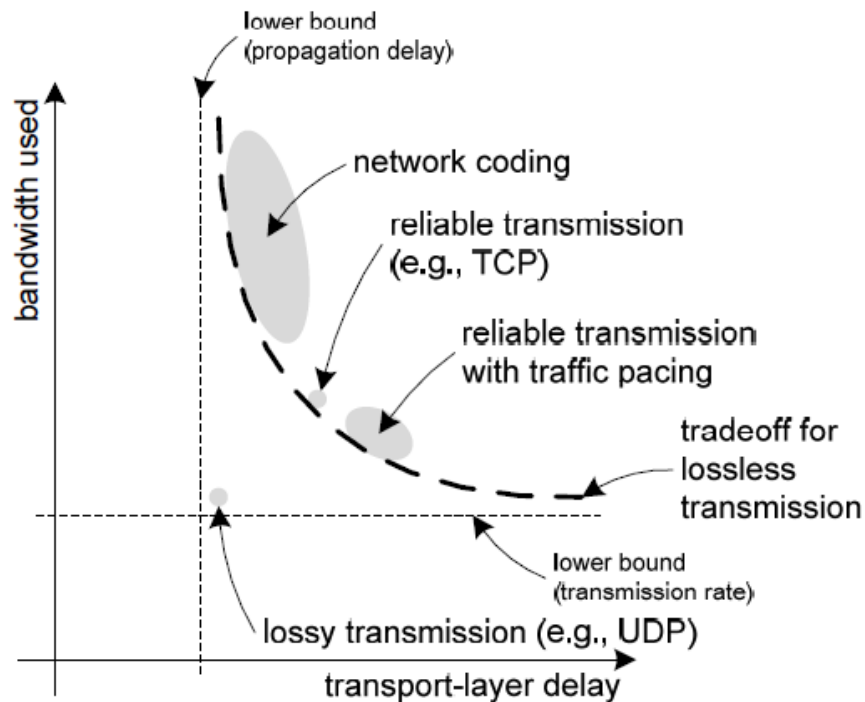 lower bound
(propagation delay)
bandwidth used
network coding
reliable transmission
(e.g., TCP)
reliable transmission
with traffic pacing
tradeoff for
lossless
transmission
lower bound
(transmission rate)
lossy transmission (e.g., UDP)
transport-layer delay